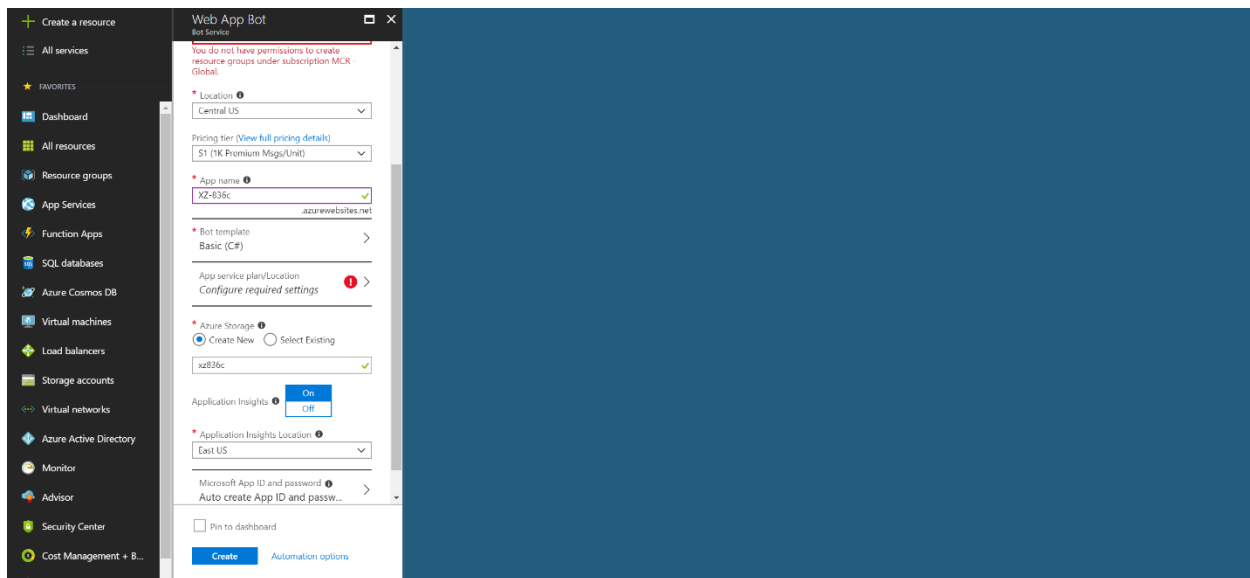 Create a resource
All services
FAVORITES
Dashboard
All resources
Resource groups
App Services
Function Apps
SQL databases
Azure Cosmos DB
Virtual machines
Load balancers
Storage accounts
Virtual networks
Azure Active Directory
Monitor
Advisor
Security Center
Cost Management + B...
Web App Bot
Bot Service
You do not have permissions to create
resource groups under subscription MCR -
Global.
* Location
Central US
Pricing tier (View full pricing details)
S1 (1K Premium Msgs/Unit)
* App name
XZ-836c
.azurewebsites.net
* Bot template
Basic (C#)
App service plan/Location
Configure required settings
* Azure Storage
Create New Select Existing
xz836c
Application Insights
On
Off
* Application Insights Location
East US
Microsoft App ID and password
Auto create App ID and passw...
Pin to dashboard
Create Automation options